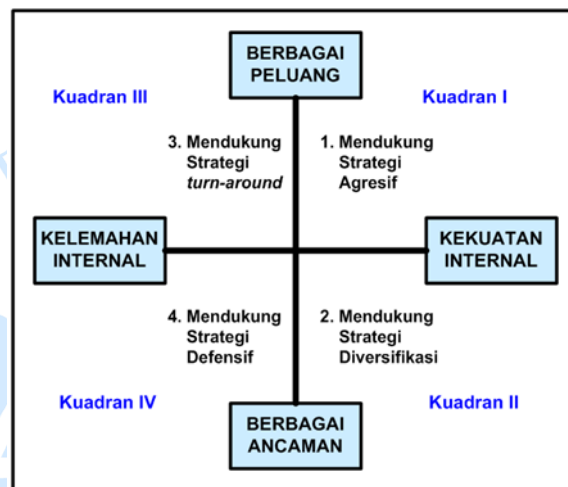 BERBAGAI
PELUANG
Kuadran III
Kuadran I
3. Mendukung
Strategi
turn-around
1. Mendukung
Strategi
Agresif
KELEMAHAN
INTERNAL
KEKUATAN
INTERNAL
4. Mendukung
Strategi
Defensif
2. Mendukung
Strategi
Diversifikasi
Kuadran IV
Kuadran II
BERBAGAI
ANCAMAN